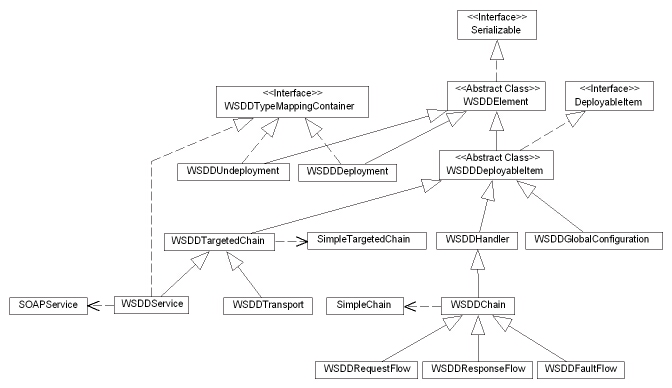 <<Interface>>
Serializable
<<Interface>>
WSDDTypeMappingContainer
<<Abstract Class>>
WSDDElement
<<Interface>>
DeployableItem
WSDDUndeployment
WSDDDeployment
<<Abstract Class>>
WSDDDeployableItem
WSDDTargetedChain
SimpleTargetedChain
WSDDHandler
WSDDGlobalConfiguration
SOAPService
WSDDService
WSDDTransport
SimpleChain
WSDDChain
WSDDRequestFlow
WSDDResponseFlow
WSDDFaultFlow